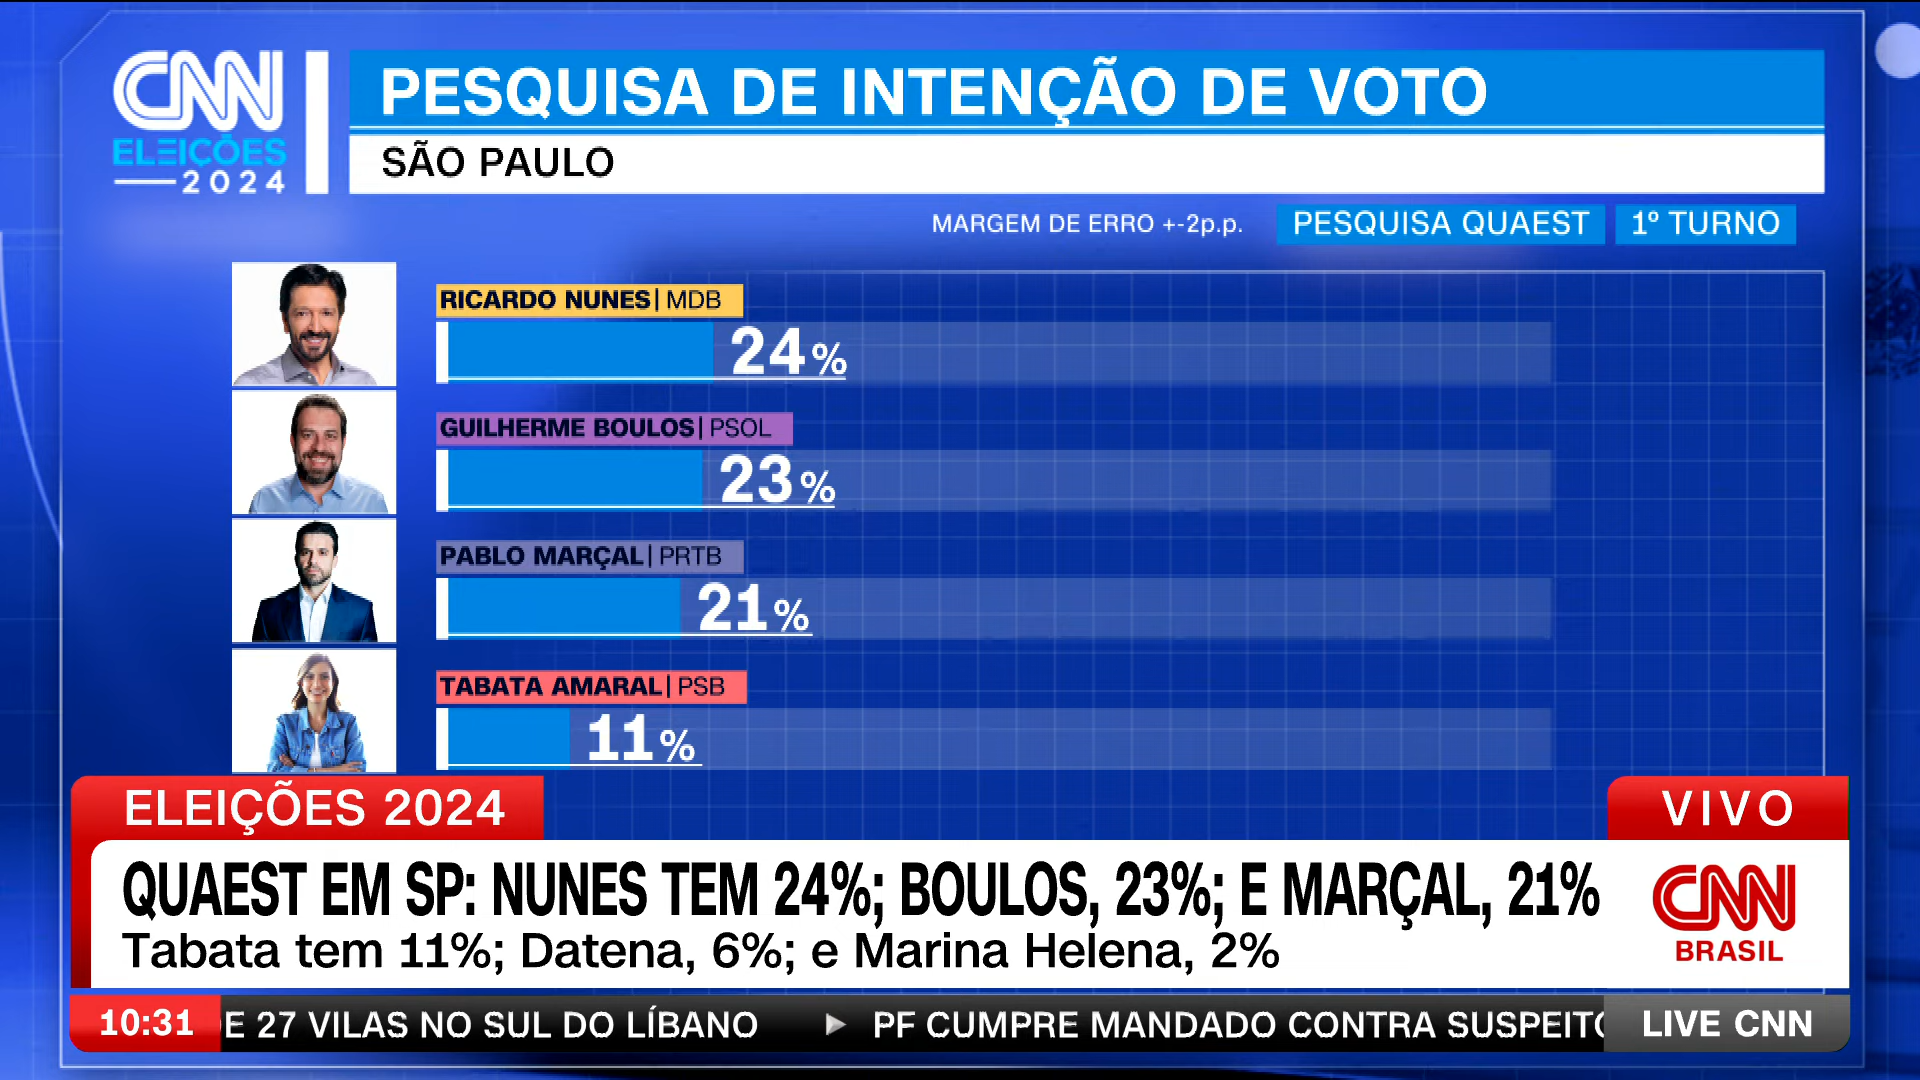 CNN
ELEIÇÕES
2024
PESQUISA DE INTENÇÃO DE VOTO
SÃO PAULO
MARGEM DE ERRO +-2p.p.
PESQUISA QUAEST
1º TURNO
RICARDO NUNES| MDB
24%
GUILHERME BOULOS| PSOL
23%
PABLO MARÇAL| PRTB
21%
TABATA AMARAL| PSB
11%
ELEIÇÕES 2024
VIVO
QUAEST EM SP: NUNES TEM 24%; BOULOS, 23%; E MARÇAL, 21%
Tabata tem 11%; Datena, 6%; e Marina Helena, 2%
CNN
BRASIL
10:31
E 27 VILAS NO SUL DO LÍBANO
PF CUMPRE MANDADO CONTRA SUSPEITO
LIVE CNN